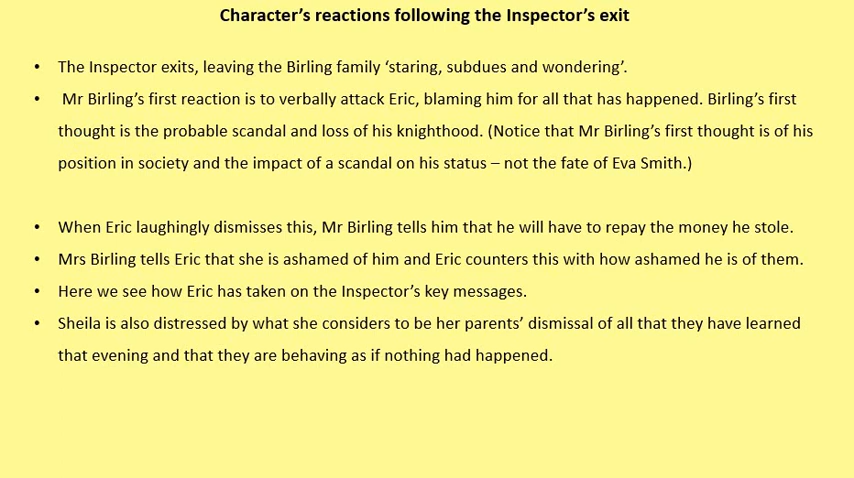 Character’s reactions following the Inspector’s exit
• The Inspector exits, leaving the Birling family ‘staring, subdues and wondering’.
• Mr Birling’s first reaction is to verbally attack Eric, blaming him for all that has happened. Birling’s first
thought is the probable scandal and loss of his knighthood. (Notice that Mr Birling’s first thought is of his
position in society and the impact of a scandal on his status – not the fate of Eva Smith.)
• When Eric laughingly dismisses this, Mr Birling tells him that he will have to repay the money he stole.
• Mrs Birling tells Eric that she is ashamed of him and Eric counters this with how ashamed he is of them.
• Here we see how Eric has taken on the Inspector’s key messages.
• Sheila is also distressed by what she considers to be her parents’ dismissal of all that they have learned
that evening and that they are behaving as if nothing had happened.